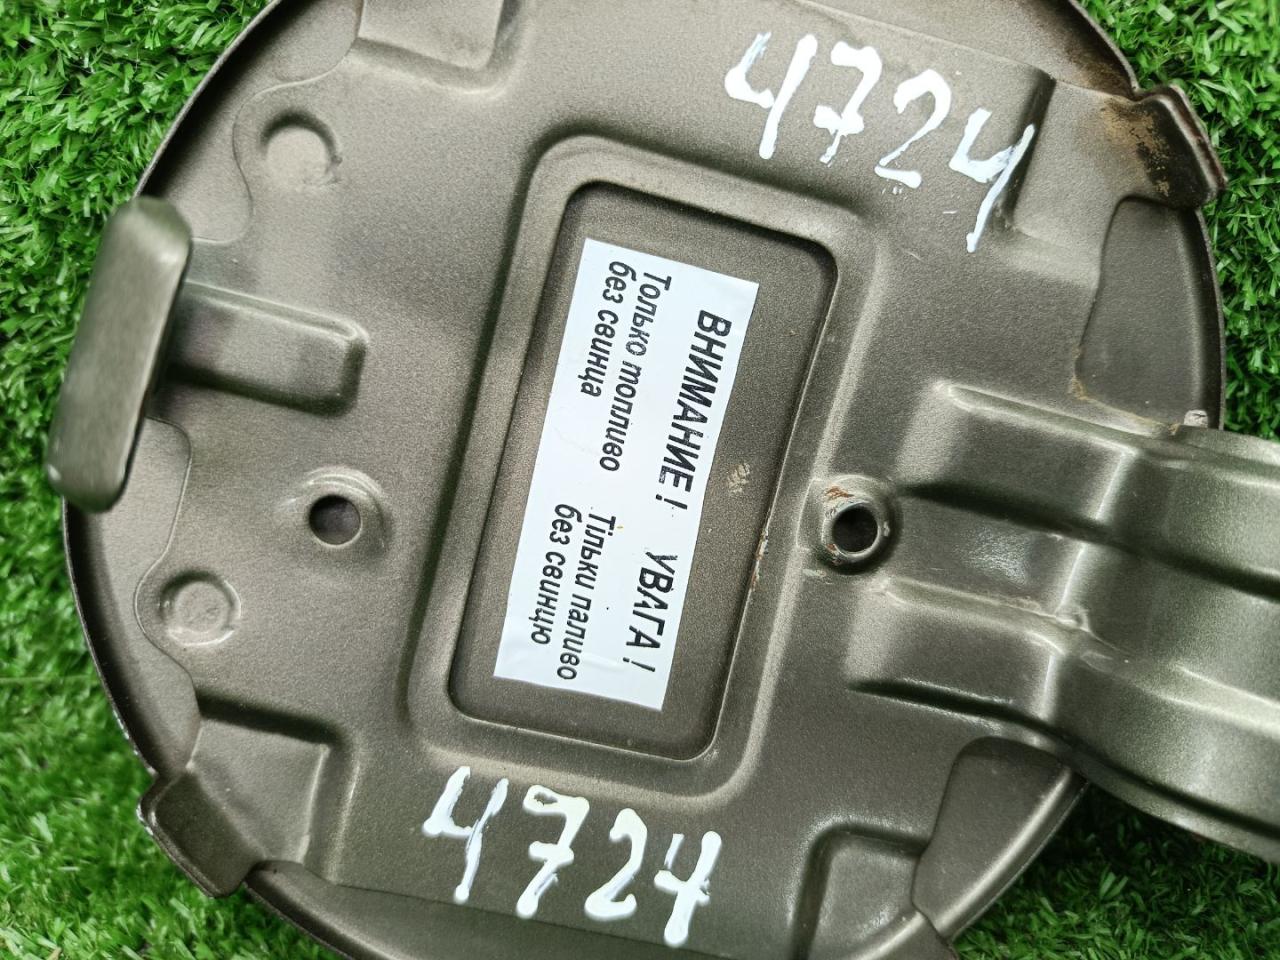 4724
ВНИМАНИЕ !
Только топливо
без свинца
УВАГА !
Тільки паливо
без свинцю
4724